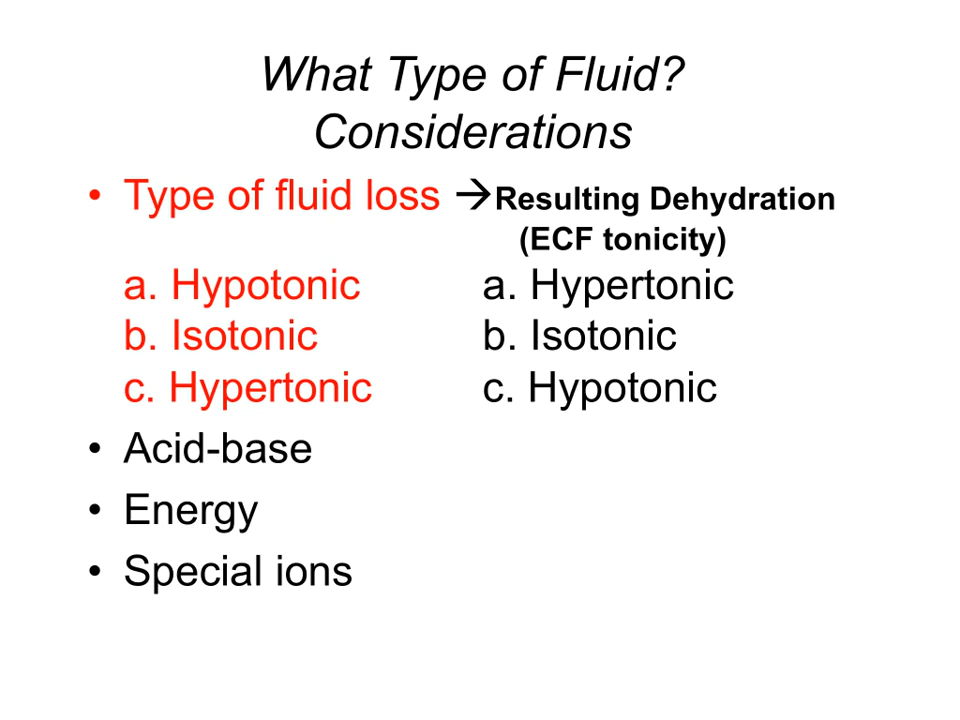 What Type of Fluid?
Considerations
• Type of fluid loss →Resulting Dehydration
(ECF tonicity)
a. Hypotonic a. Hypertonic
b. Isotonic b. Isotonic
c. Hypertonic c. Hypotonic
• Acid-base
• Energy
• Special ions